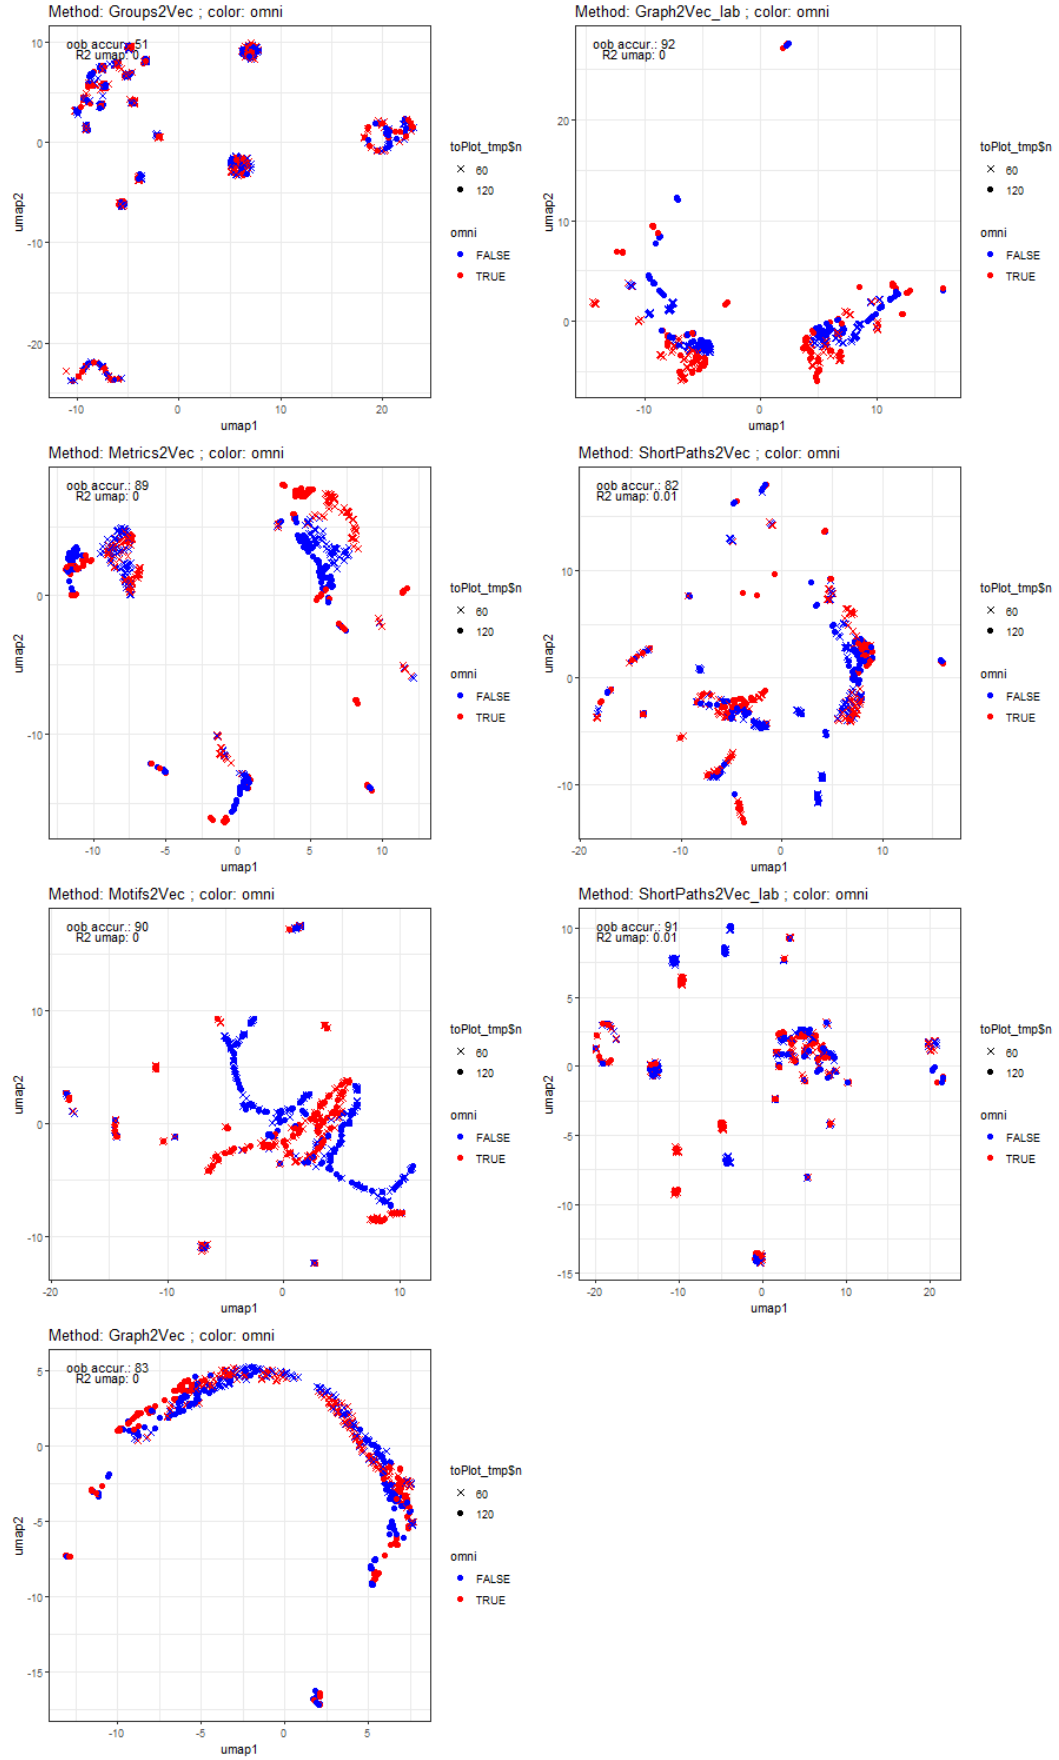 Method: Groups2Vec ; color: omni
oob accur.: 51
R2 umap: 0
10
0
-10
-20
umap2
-10 0 10 20
umap1
toPlot_tmp$n
60
120
omni
FALSE
TRUE
Method: Graph2Vec_lab ; color: omni
oob accur.: 92
R2 umap: 0
20
10
0
umap2
-10 0 10
umap1
toPlot_tmp$n
60
120
omni
FALSE
TRUE
Method: Metrics2Vec ; color: omni
oob accur.: 89
R2 umap: 0
0
-10
umap2
-10 -5 0 5 10
umap1
toPlot_tmp$n
60
120
omni
FALSE
TRUE
Method: ShortPaths2Vec ; color: omni
oob accur.: 82
R2 umap: 0.01
10
0
-10
umap2
-20 -10 0 10
umap1
toPlot_tmp$n
60
120
omni
FALSE
TRUE
Method: Motifs2Vec ; color: omni
oob accur.: 90
R2 umap: 0
10
0
-10
umap2
-20 -10 0 10
umap1
toPlot_tmp$n
60
120
omni
FALSE
TRUE
Method: ShortPaths2Vec_lab ; color: omni
oob accur.: 91
R2 umap: 0.01
10
5
0
-5
-10
-15
umap2
-20 -10 0 10 20
umap1
toPlot_tmp$n
60
120
omni
FALSE
TRUE
Method: Graph2Vec ; color: omni
oob accur.: 83
R2 umap: 0
5
0
-5
-10
-15
umap2
-10 -5 0 5
umap1
toPlot_tmp$n
60
120
omni
FALSE
TRUE